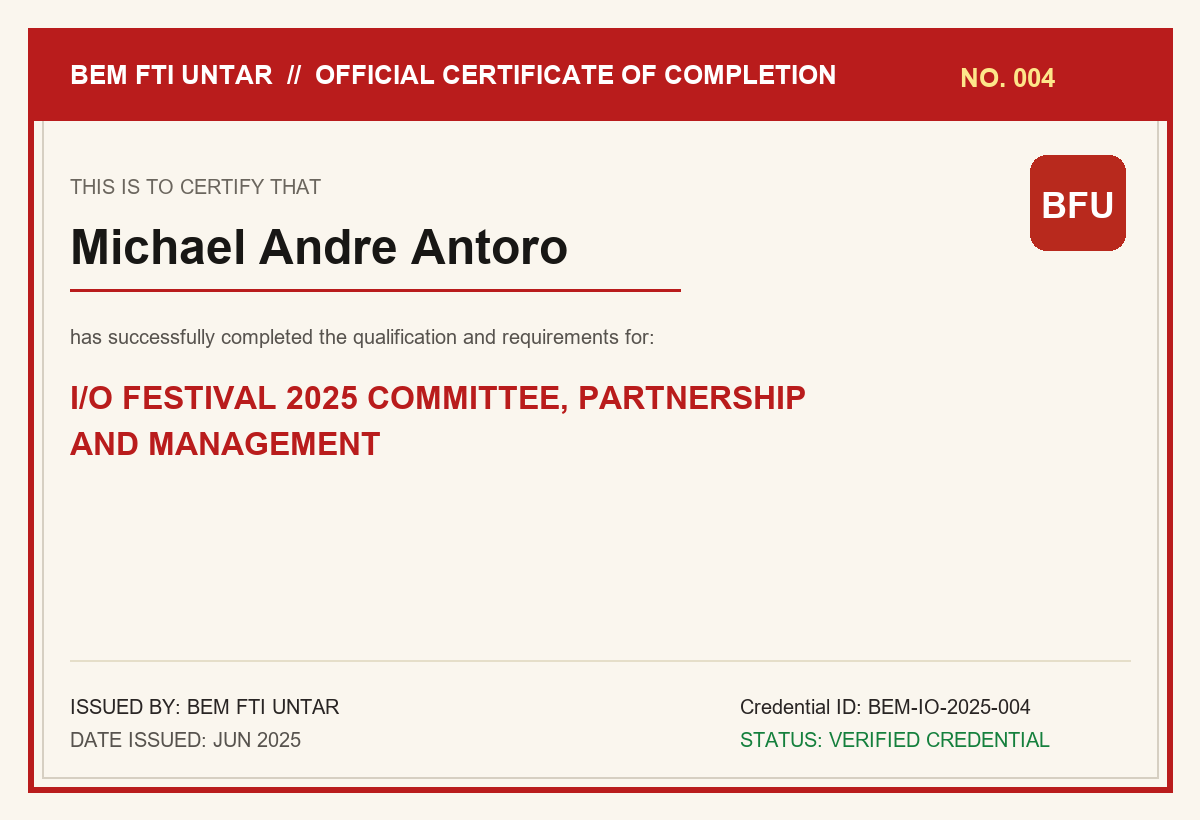 BEM FTI UNTAR // OFFICIAL CERTIFICATE OF COMPLETION
NO. 004
BFU
THIS IS TO CERTIFY THAT
Michael Andre Antoro
has successfully completed the qualification and requirements for:
I/O FESTIVAL 2025 COMMITTEE, PARTNERSHIP
AND MANAGEMENT
ISSUED BY: BEM FTI UNTAR
DATE ISSUED: JUN 2025
Credential ID: BEM-IO-2025-004
STATUS: VERIFIED CREDENTIAL